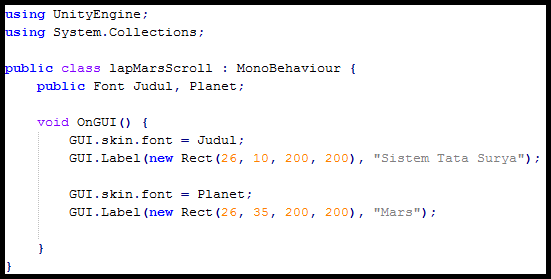 using UnityEngine;
using System.Collections;
public class lapMarsScroll : MonoBehaviour {
public Font Judul, Planet;
void OnGUI() {
GUI.skin.font = Judul;
GUI.Label(new Rect(26, 10, 200, 200), "Sistem Tata Surya");
GUI.skin.font = Planet;
GUI.Label(new Rect(26, 35, 200, 200), "Mars");
}
}